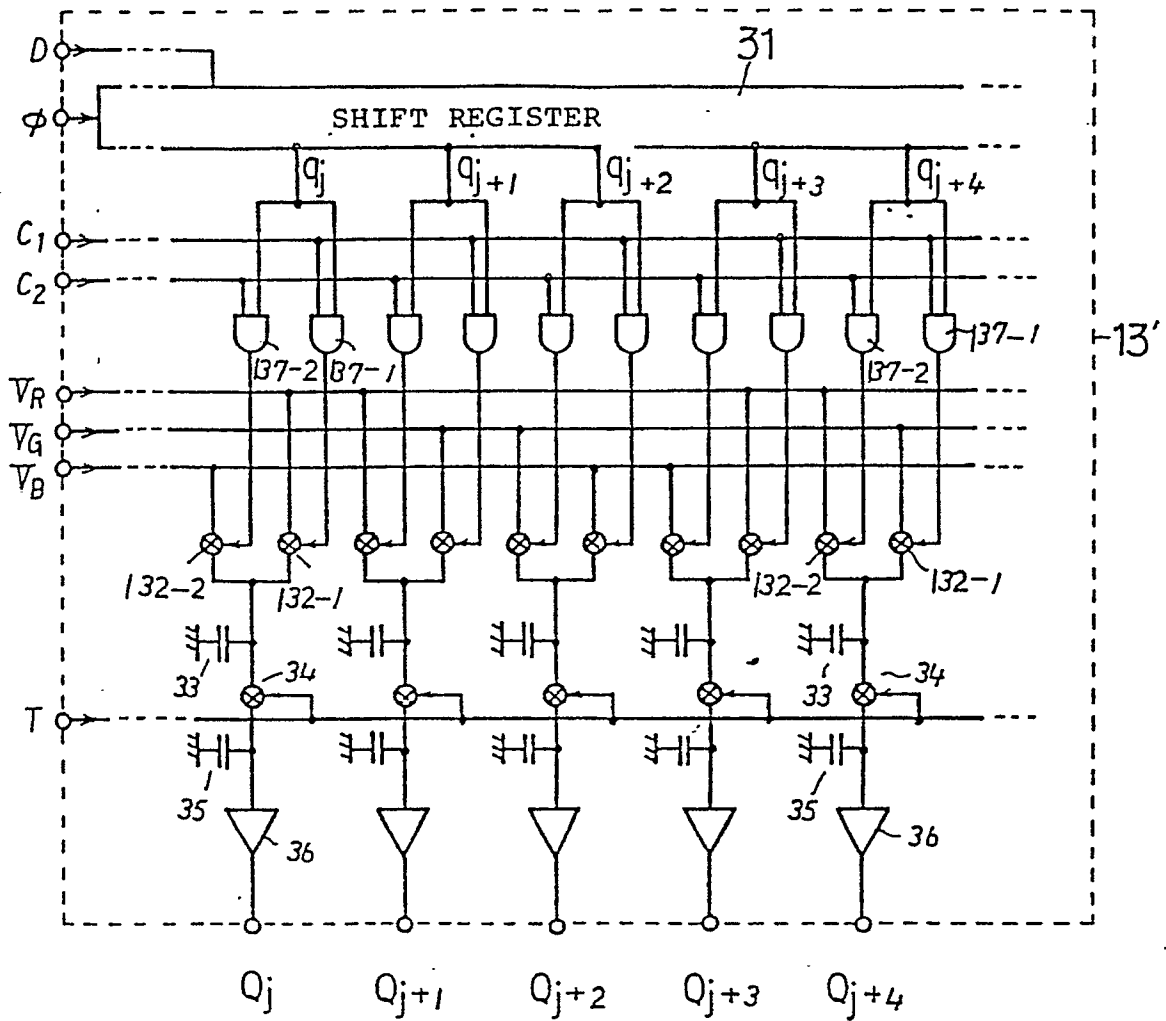 D
31
φ
SHIFT REGISTER
qj qj+1 qj+2 qj+3 qj+4
C1
C2
137-2 137-1 137-2 137-1
13'
VR
VG
VB
132-2 132-1 132-2 132-1
33 34 33 34
T
35 36 35 36
Qj Qj+1 Qj+2 Qj+3 Qj+4